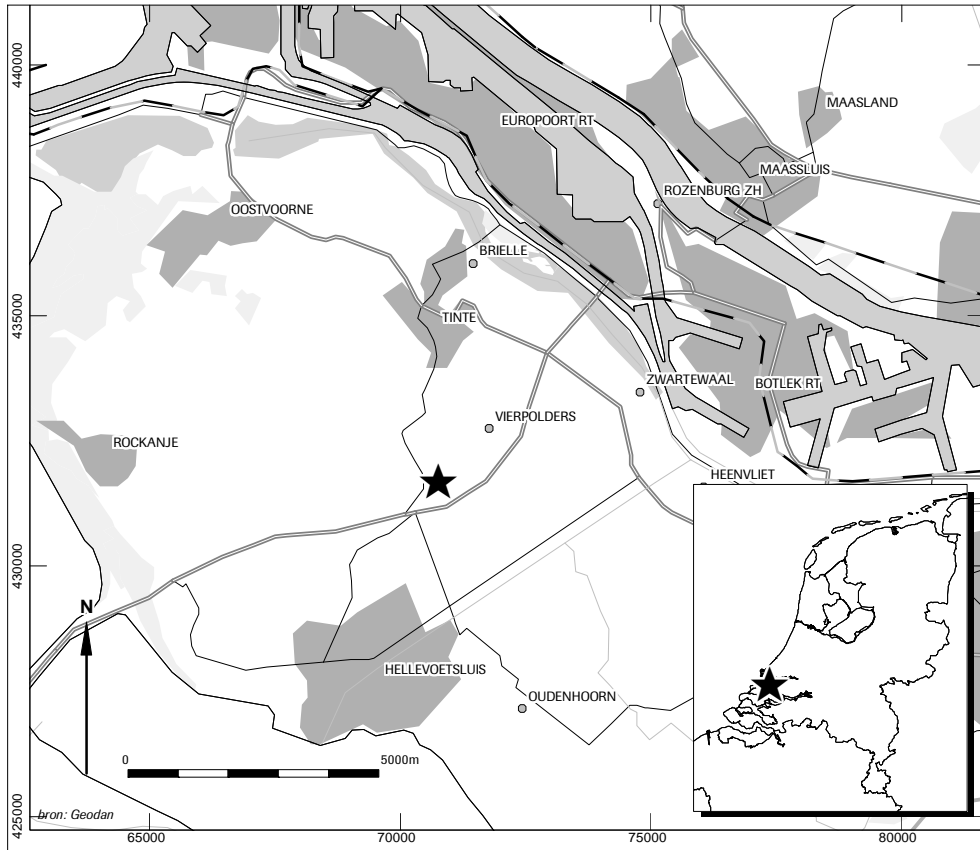 440000
MAASLAND
EUROPOORT RT
MAASSLUIS
ROZENBURG ZH
OOSTVOORNE
BRIELLE
435000
TINTE
ZWARTEWAAL
BOTLEK RT
VIERPOLDERS
ROCKANJE
HEENVLIET
430000
N
HELLEVOETSLUIS
OUDENHOORN
0
5000m
bron: Geodan
425000
65000
70000
75000
80000